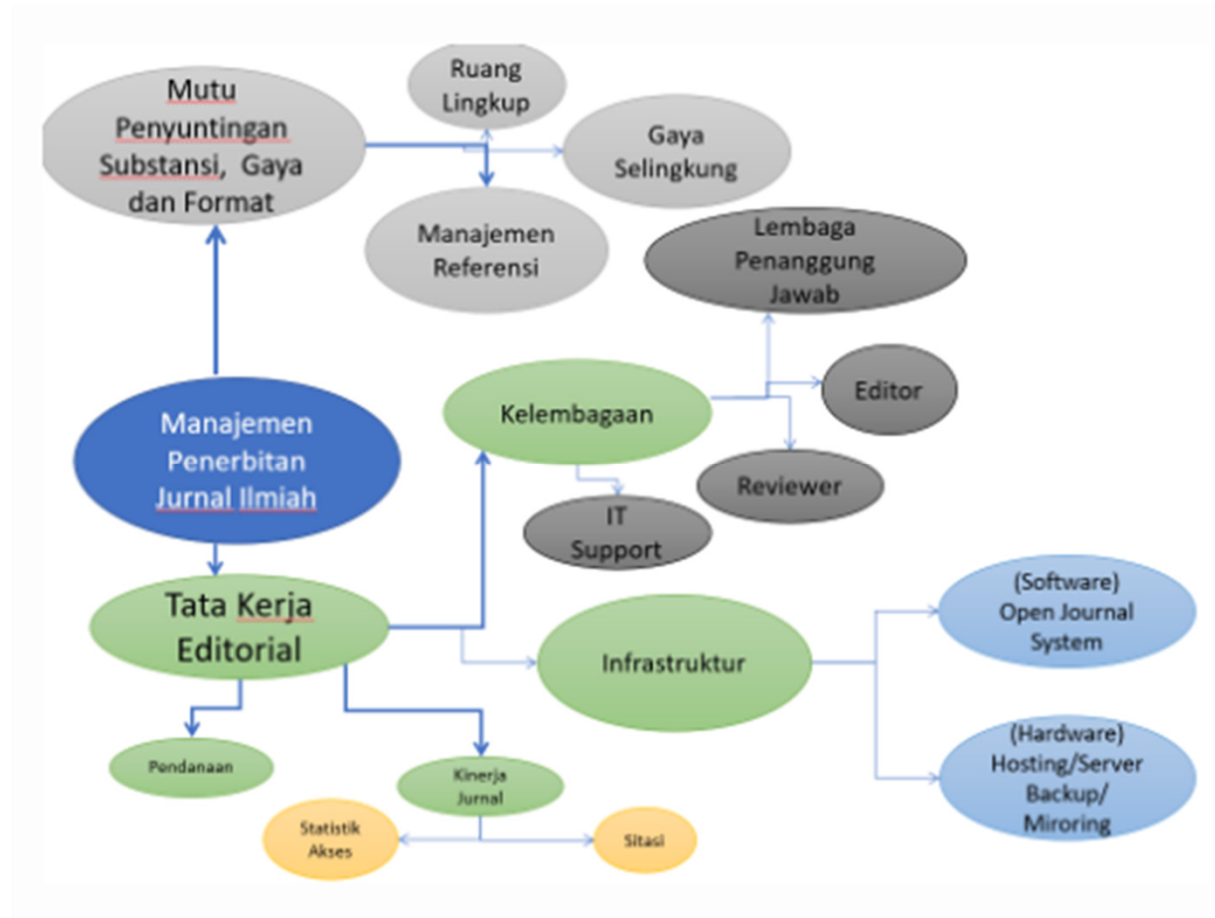 Mutu
Penyuntingan
Substansi, Gaya
dan Format
Ruang
Lingkup
Gaya
Selingkung
Manajemen
Referensi
Lembaga
Penanggung
Jawab
Editor
Kelembagaan
Reviewer
IT
Support
Manajemen
Penerbitan
Jurnal Ilmiah
Tata Kerja
Editorial
Infrastruktur
(Software)
Open Journal
System
(Hardware)
Hosting/Server
Backup/
Miroring
Pendanaan
Kinerja
Jurnal
Statistik
Akses
Sitasi